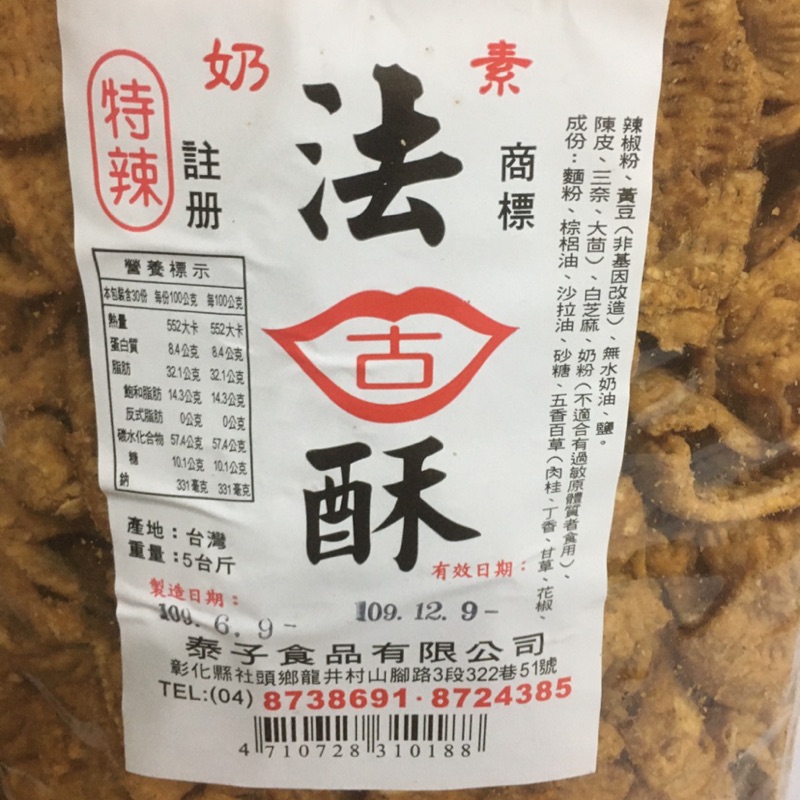 奶素
特辣
註册
商標
法
古
酥
成份：麵粉、棕梠油、沙拉油、砂糖、五香百草（肉桂、丁香、甘草、花椒、
陳皮、三奈、大茴）、白芝麻、奶粉（不適合有過敏原體質者食用）、
辣椒粉、黃豆（非基因改造）、無水奶油、鹽。
營養標示
本包裝含30份 每份100公克 每100公克
熱量 552大卡 552大卡
蛋白質 8.4公克 8.4公克
脂肪 32.1公克 32.1公克
飽和脂肪 14.3公克 14.3公克
反式脂肪 0公克 0公克
碳水化合物 57.4公克 57.4公克
糖 10.1公克 10.1公克
鈉 331毫克 331毫克
產地：台灣
重量：5台斤
製造日期：
109. 6. 9-
有效日期：
109. 12. 9-
泰子食品有限公司
彰化縣社頭鄉龍井村山腳路3段322巷51號
TEL:(04) 8738691·8724385
4 710728 310188